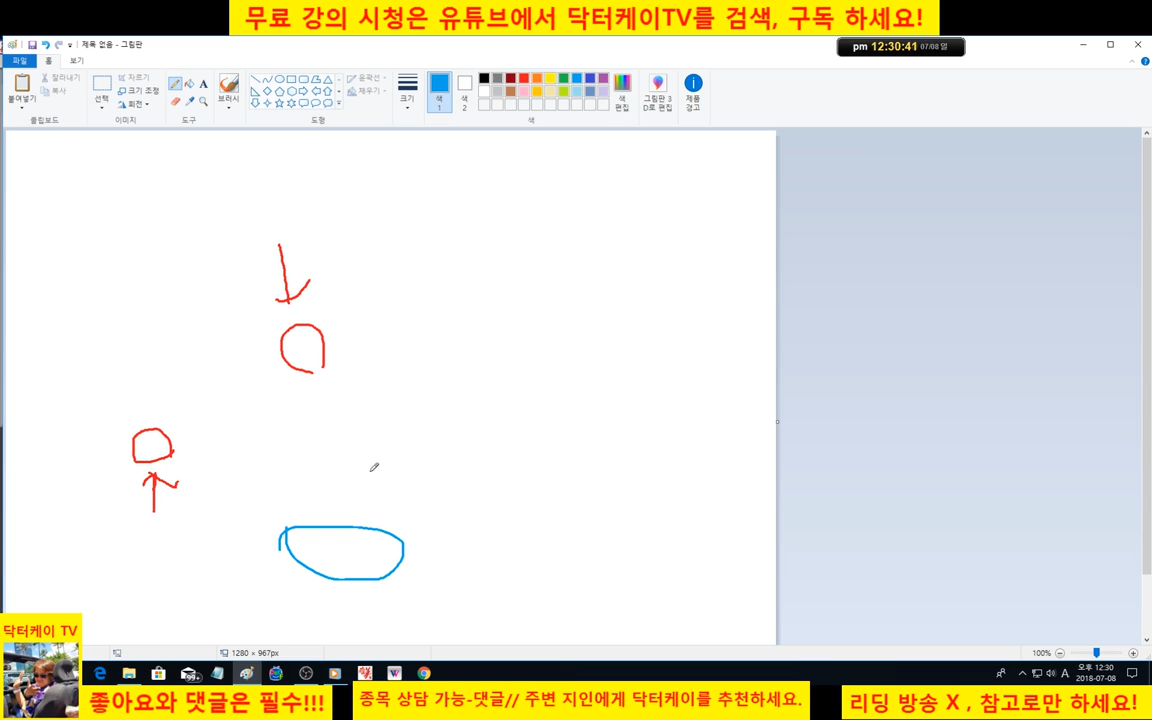 무료 강의 시청은 유튜브에서 닥터케이TV를 검색, 구독 하세요!
제목 없음 - 그림판
pm 12:30:41 07/08 일
파일 홈 보기
붙여넣기
잘라내기
복사
클립보드
선택
자르기
크기 조정
회전
이미지
A
도구
브러시
윤곽선
채우기
도형
크기
색
1
색
2
색
편집
색
그림판 3
D로 편집
제품
경고
1280 × 967px
100%
닥터케이 TV
99+
W
A
오후 12:30
2018-07-08
좋아요와 댓글은 필수!!!
종목 상담 가능-댓글// 주변 지인에게 닥터케이를 추천하세요.
리딩 방송 X , 참고로만 하세요!